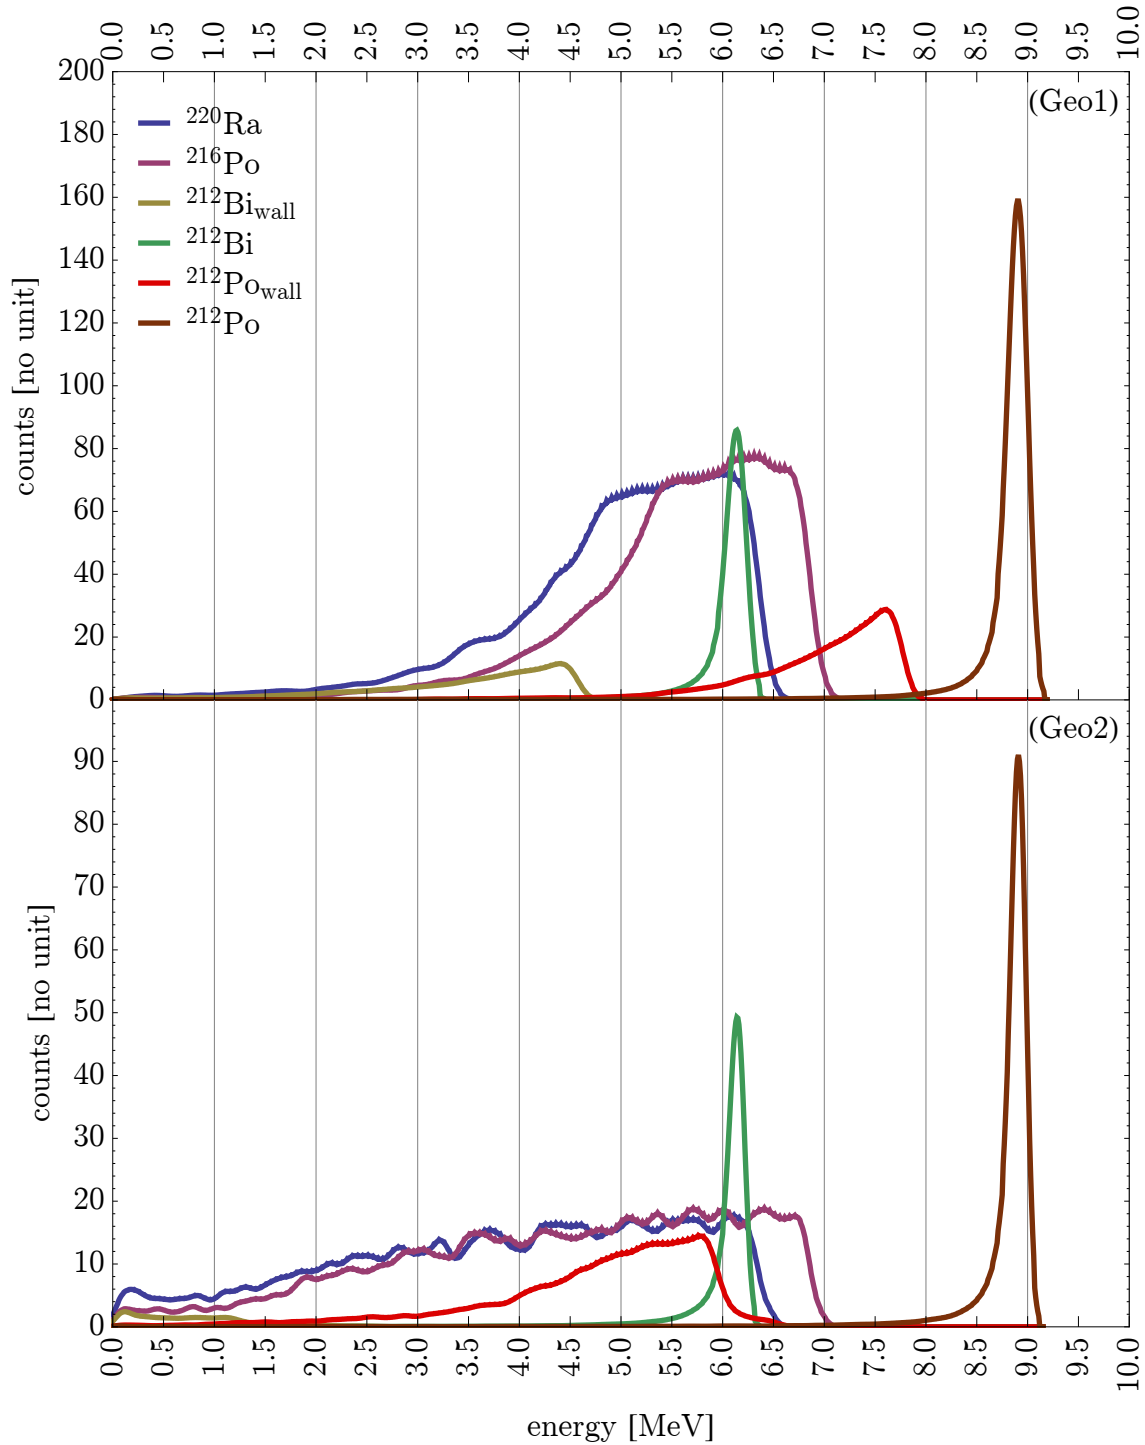 0.0 0.5 1.0 1.5 2.0 2.5 3.0 3.5 4.0 4.5 5.0 5.5 6.0 6.5 7.0 7.5 8.0 8.5 9.0 9.5 10.0
(Geo1)
200
180
160
140
120
100
80
60
40
20
0
counts [no unit]
²²⁰Ra
²¹⁶Po
²¹²Bi_wall
²¹²Bi
²¹²Po_wall
²¹²Po
(Geo2)
90
80
70
60
50
40
30
20
10
0
counts [no unit]
0.0 0.5 1.0 1.5 2.0 2.5 3.0 3.5 4.0 4.5 5.0 5.5 6.0 6.5 7.0 7.5 8.0 8.5 9.0 9.5 10.0
energy [MeV]